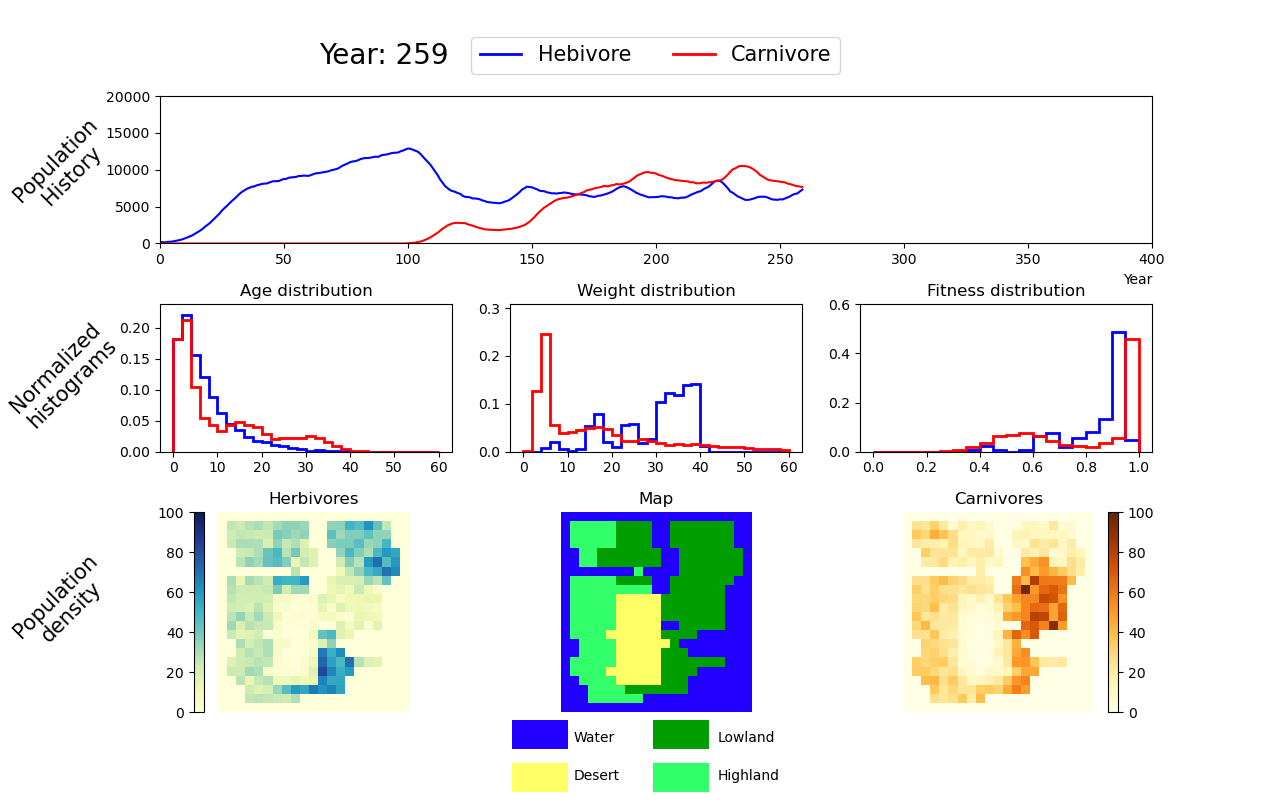 Year: 259
Hebivore
Carnivore
Population
History
20000
15000
10000
5000
0
0 50 100 150 200 250 300 350 400
Year
Normalized
histograms
Age distribution
0.20
0.15
0.10
0.05
0.00
0 10 20 30 40 50 60
Weight distribution
0.3
0.2
0.1
0.0
0 10 20 30 40 50 60
Fitness distribution
0.6
0.4
0.2
0.0
0.0 0.2 0.4 0.6 0.8 1.0
Population
density
Herbivores
100
80
60
40
20
0
Map
Carnivores
100
80
60
40
20
0
Water
Lowland
Desert
Highland